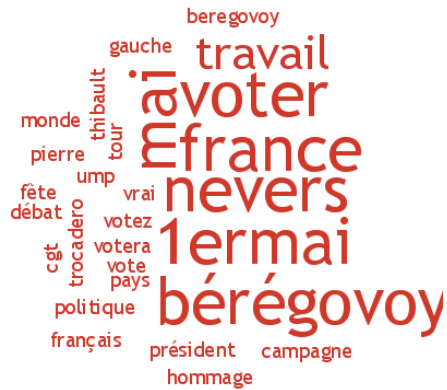 beregovoy
gauche
travail
mai
voter
thibault
monde
tour
france
pierre
ump
nevers
fête
vrai
débat
trocadero
votez
1ermai
cgt
votera
vote
pays
bérégovoy
politique
français
président
campagne
hommage